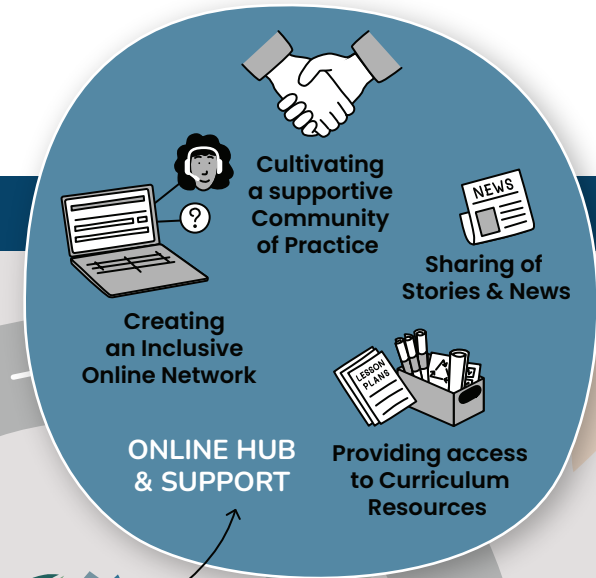 Cultivating
a supportive
Community
of Practice
NEWS
Sharing of
Stories & News
?
Creating
an Inclusive
Online Network
LESSON
PLANS
ONLINE HUB
& SUPPORT
Providing access
to Curriculum
Resources